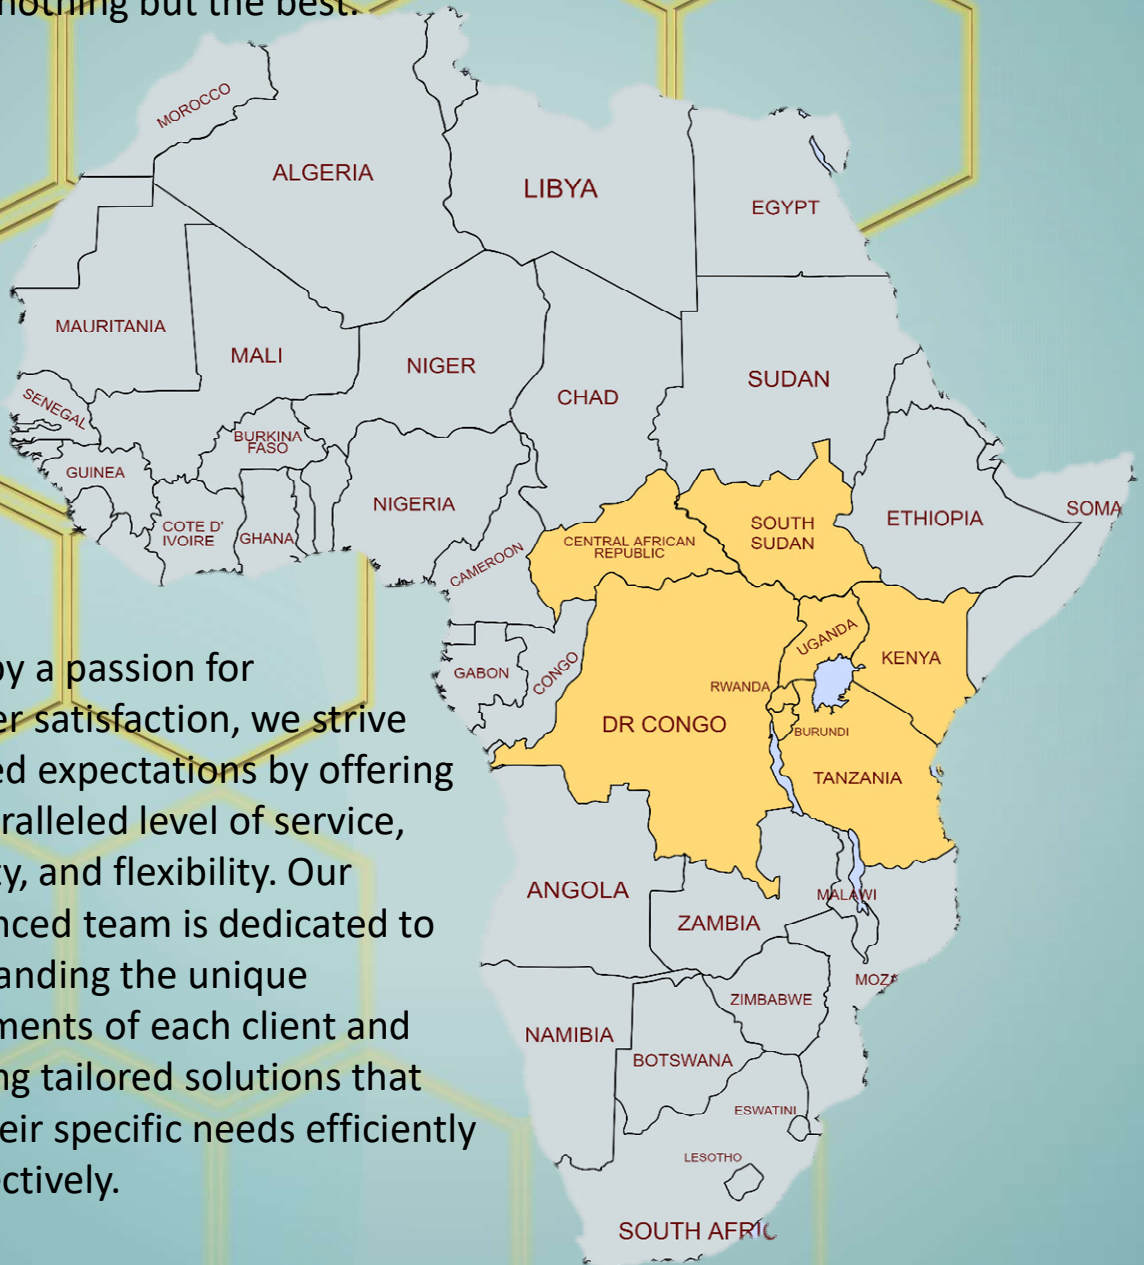 nothing but the best.
MOROCCO
ALGERIA
LIBYA
EGYPT
MAURITANIA
MALI
NIGER
CHAD
SUDAN
SENEGAL
BURKINA
FASO
GUINEA
NIGERIA
COTE D'
IVOIRE
GHANA
CAMEROON
CENTRAL AFRICAN
REPUBLIC
SOUTH
SUDAN
ETHIOPIA
SOMA
GABON
CONGO
UGANDA
KENYA
RWANDA
DR CONGO
BURUNDI
TANZANIA
ANGOLA
ZAMBIA
MALAWI
MOZA
ZIMBABWE
NAMIBIA
BOTSWANA
ESWATINI
LESOTHO
SOUTH AFRIC
by a passion for
er satisfaction, we strive
ed expectations by offering
ralleled level of service,
ty, and flexibility. Our
nced team is dedicated to
anding the unique
ments of each client and
ng tailored solutions that
eir specific needs efficiently
ectively.